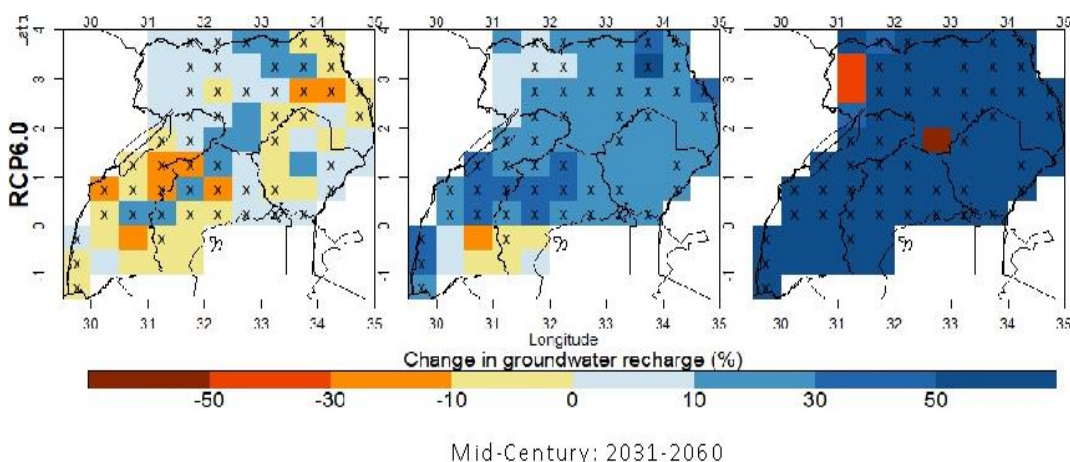 30 31 32 33 34 35
30 31 32 33 34 35
30 31 32 33 34 35
RCP6.0
4
3
2
1
0
-1
30 31 32 33 34 35
30 31 32 33 34 35
30 31 32 33 34 35
Longitude
Change in groundwater recharge (%)
-50 -30 -10 0 10 30 50
Mid-Century: 2031-2060